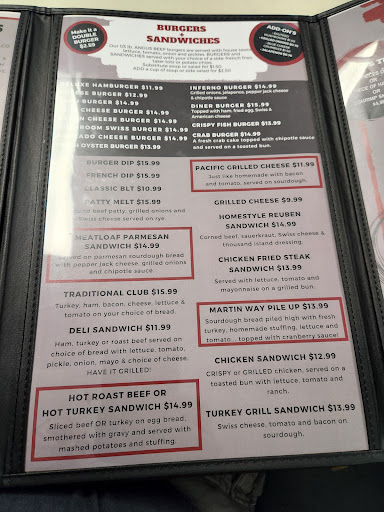 BURGERS
&
SANDWICHES
Make it a
DOUBLE
BURGER
$2.59
ADD-ON'S
Our 1/3 lb. ANGUS BEEF burgers are served with house sauce,
lettuce, tomato, onion and pickles. BURGERS and
SANDWICHES served with your choice of a side: french fries,
tater tots or potato chips.
Substitute soup or salad for $1.50
ADD a cup of soup or side salad for $2.50
DELUXE HAMBURGER $11.99
BURGER $14.99
CHEESE BURGER $14.99
CHEESE BURGER $14.99
ROOM SWISS BURGER $14.99
ADO CHEESE BURGER $14.99
OYSTER BURGER $13.99
INFERNO BURGER $14.99
Grilled onions, jalapenos, pepper jack cheese
& chipotle sauce
DINER BURGER $15.99
Topped with ham, fried egg, Swiss &
American cheese
CRISPY FISH BURGER $13.99
CRAB BURGER $14.99
A fresh crab cake topped with chipotle sauce
and served on a toasted bun.
BURGER DIP $15.99
FRENCH DIP $15.99
CLASSIC BLT $10.99
PATTY MELT $15.99
beef patty, grilled onions and
Swiss cheese served on rye.
MEATLOAF PARMESAN
SANDWICH $14.99
on parmesan sourdough bread
with pepper jack cheese, grilled onions
and chipotle sauce
TRADITIONAL CLUB $15.99
Turkey, ham, bacon, cheese, lettuce &
tomato on your choice of bread.
DELI SANDWICH $11.99
Ham, turkey or roast beef served on
choice of bread with lettuce, tomato,
pickle, onion, mayo & choice of cheese.
HAVE IT GRILLED!
HOT ROAST BEEF OR
HOT TURKEY SANDWICH $14.99
Sliced beef OR turkey on egg bread,
smothered with gravy and served with
mashed potatoes and stuffing.
PACIFIC GRILLED CHEESE $11.99
Just like homemade with bacon
and tomato, served on sourdough.
GRILLED CHEESE $9.99
HOMESTYLE REUBEN
SANDWICH $14.99
Corned beef, sauerkraut, Swiss cheese &
thousand island dressing.
CHICKEN FRIED STEAK
SANDWICH $13.99
Served with lettuce, tomato and
mayonnaise on a grilled bun.
MARTIN WAY PILE UP $13.99
Sourdough bread piled high with fresh
turkey, homemade stuffing, lettuce and
tomato... topped with cranberry sauce!
CHICKEN SANDWICH $12.99
CRISPY or GRILLED chicken, served on a
toasted bun with lettuce, tomato and
ranch.
TURKEY GRILL SANDWICH $13.99
Swiss cheese, tomato and bacon on
sourdough.